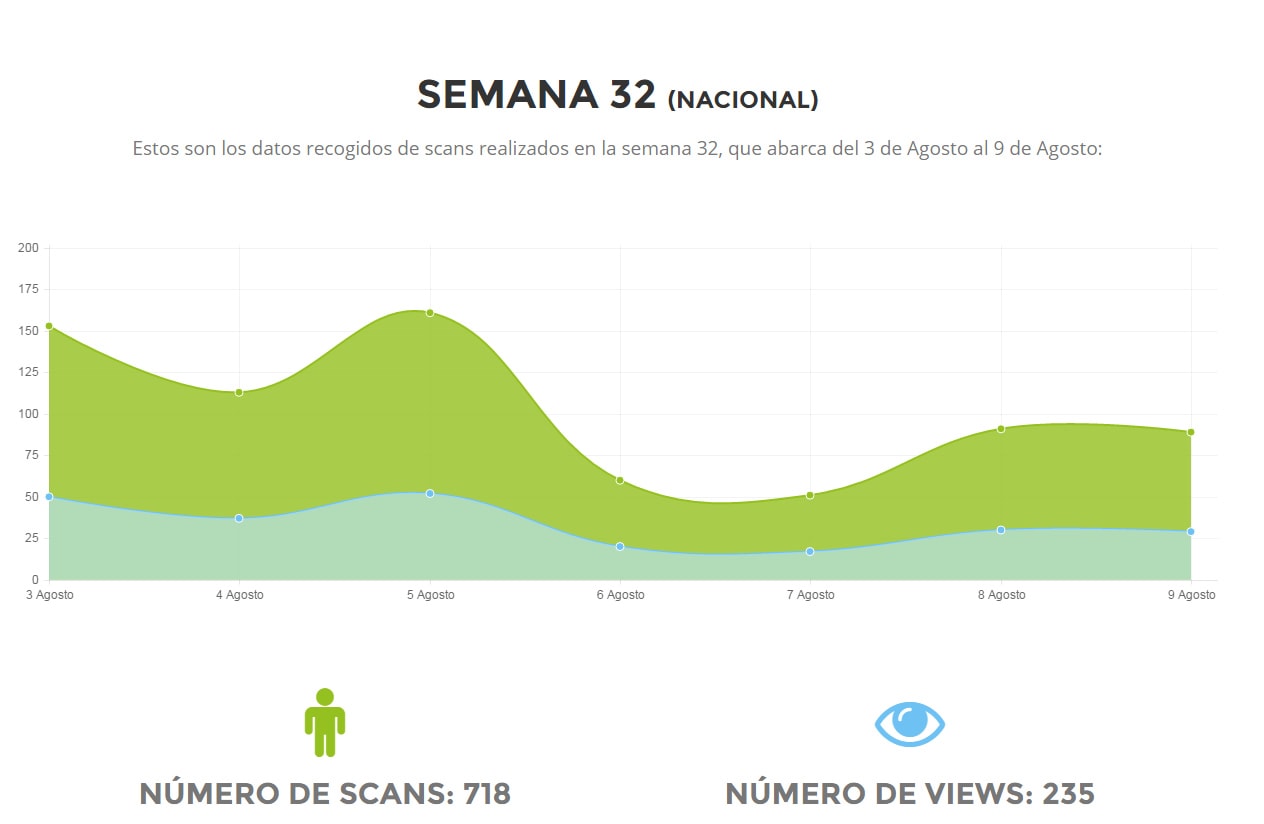 SEMANA 32 (NACIONAL)
Estos son los datos recogidos de scans realizados en la semana 32, que abarca del 3 de Agosto al 9 de Agosto:
200
175
150
125
100
75
50
25
0
3 Agosto 4 Agosto 5 Agosto 6 Agosto 7 Agosto 8 Agosto 9 Agosto
NÚMERO DE SCANS: 718 NÚMERO DE VIEWS: 235